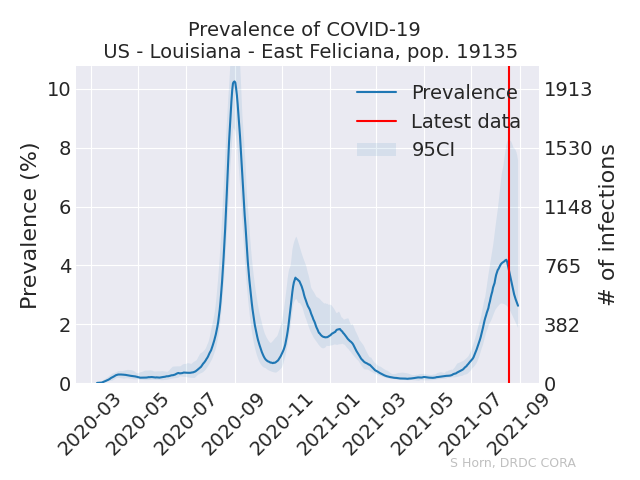 Prevalence of COVID-19
US - Louisiana - East Feliciana, pop. 19135
Prevalence (%)
10
8
6
4
2
0
Prevalence
Latest data
95CI
1913
1530
1148
765
382
0
# of infections
2020-03
2020-05
2020-07
2020-09
2020-11
2021-01
2021-03
2021-05
2021-07
2021-09
S Horn, DRDC CORA